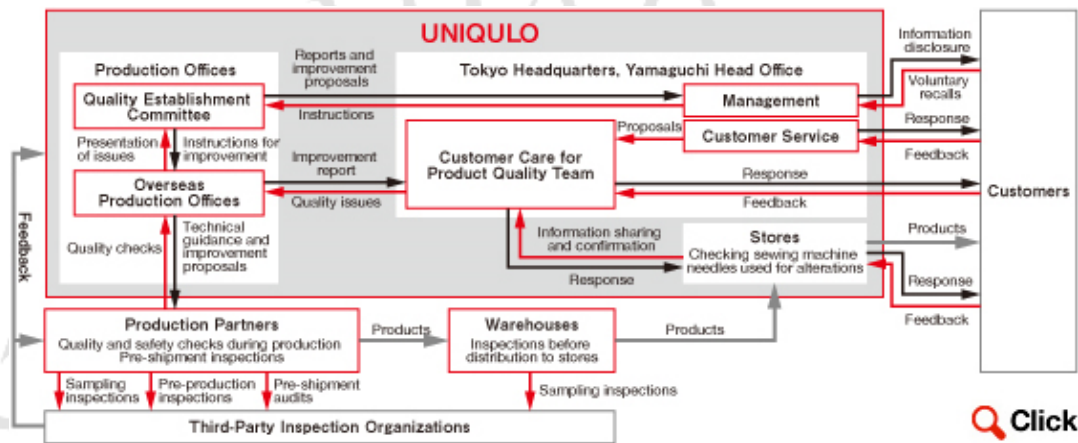 UNIQULO
Production Offices
Quality Establishment
Committee
Presentation
of issues
Instructions for
improvement
Overseas
Production Offices
Quality checks
Technical
guidance and
improvement
proposals
Reports and
improvement
proposals
Instructions
Improvement
report
Quality issues
Tokyo Headquarters, Yamaguchi Head Office
Management
Proposals
Customer Service
Customer Care for
Product Quality Team
Information sharing
and confirmation
Response
Stores
Checking sewing machine
needles used for alterations
Information
disclosure
Voluntary
recalls
Response
Feedback
Response
Feedback
Products
Response
Feedback
Customers
Feedback
Production Partners
Quality and safety checks during production
Pre-shipment inspections
Products
Warehouses
Inspections before
distribution to stores
Products
Sampling
inspections
Pre-production
inspections
Pre-shipment
audits
Sampling inspections
Third-Party Inspection Organizations
Click